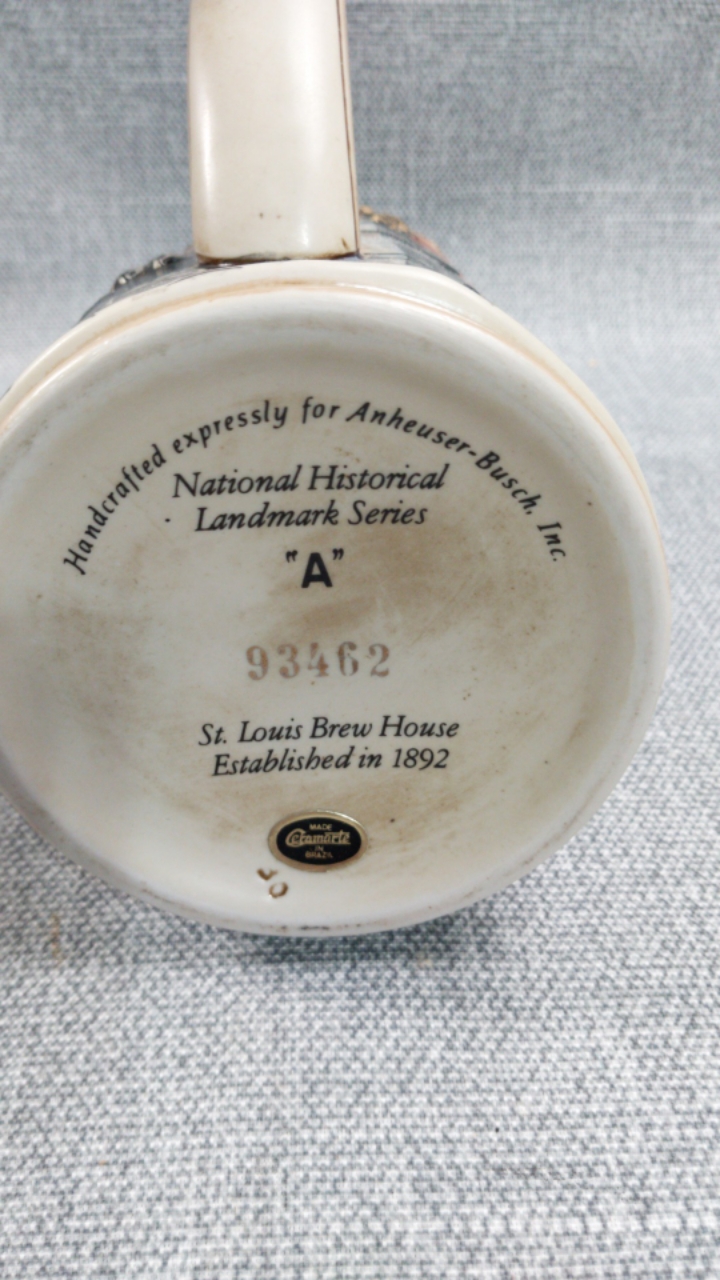 Handcrafted expressly for Anheuser-Busch, Inc.
National Historical
Landmark Series
"A"
93462
St. Louis Brew House
Established in 1892
MADE
Ceramarte
IN
BRAZIL